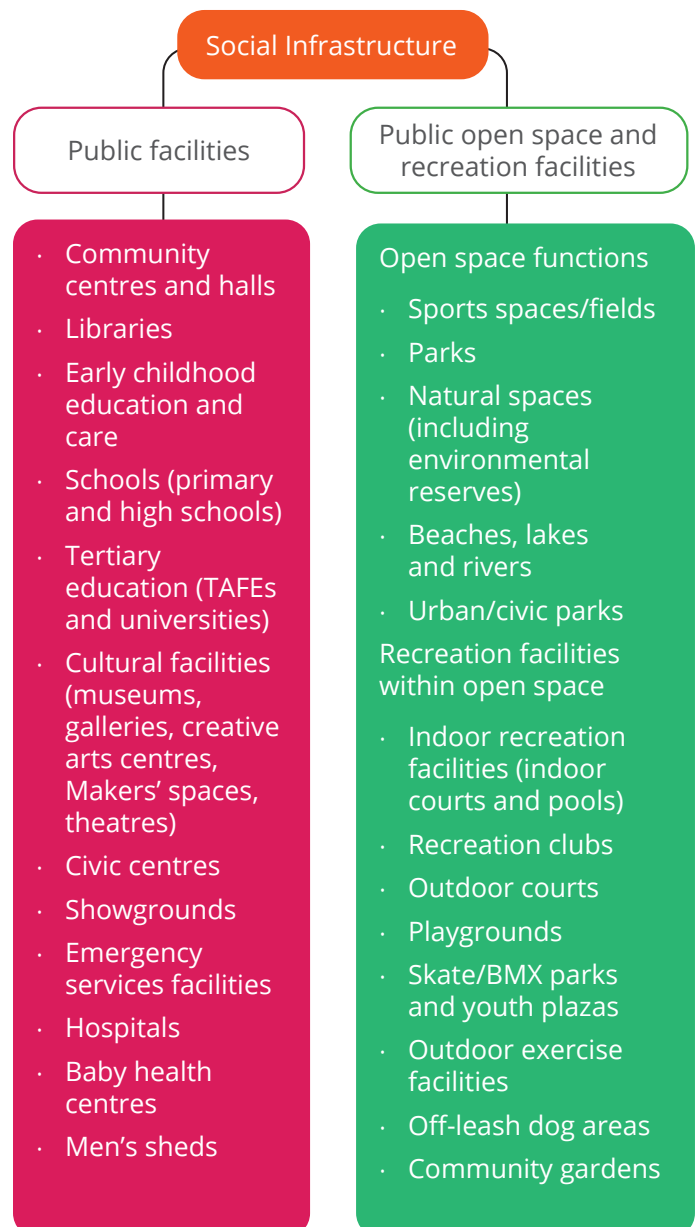 Social Infrastructure
Public facilities
· Community
centres and halls
· Libraries
· Early childhood
education and
care
· Schools (primary
and high schools)
· Tertiary
education (TAFEs
and universities)
· Cultural facilities
(museums,
galleries, creative
arts centres,
Makers’ spaces,
theatres)
· Civic centres
· Showgrounds
· Emergency
services facilities
· Hospitals
· Baby health
centres
· Men’s sheds
Public open space and
recreation facilities
Open space functions
· Sports spaces/fields
· Parks
· Natural spaces
(including
environmental
reserves)
· Beaches, lakes
and rivers
· Urban/civic parks
Recreation facilities
within open space
· Indoor recreation
facilities (indoor
courts and pools)
· Recreation clubs
· Outdoor courts
· Playgrounds
· Skate/BMX parks
and youth plazas
· Outdoor exercise
facilities
· Off-leash dog areas
· Community gardens